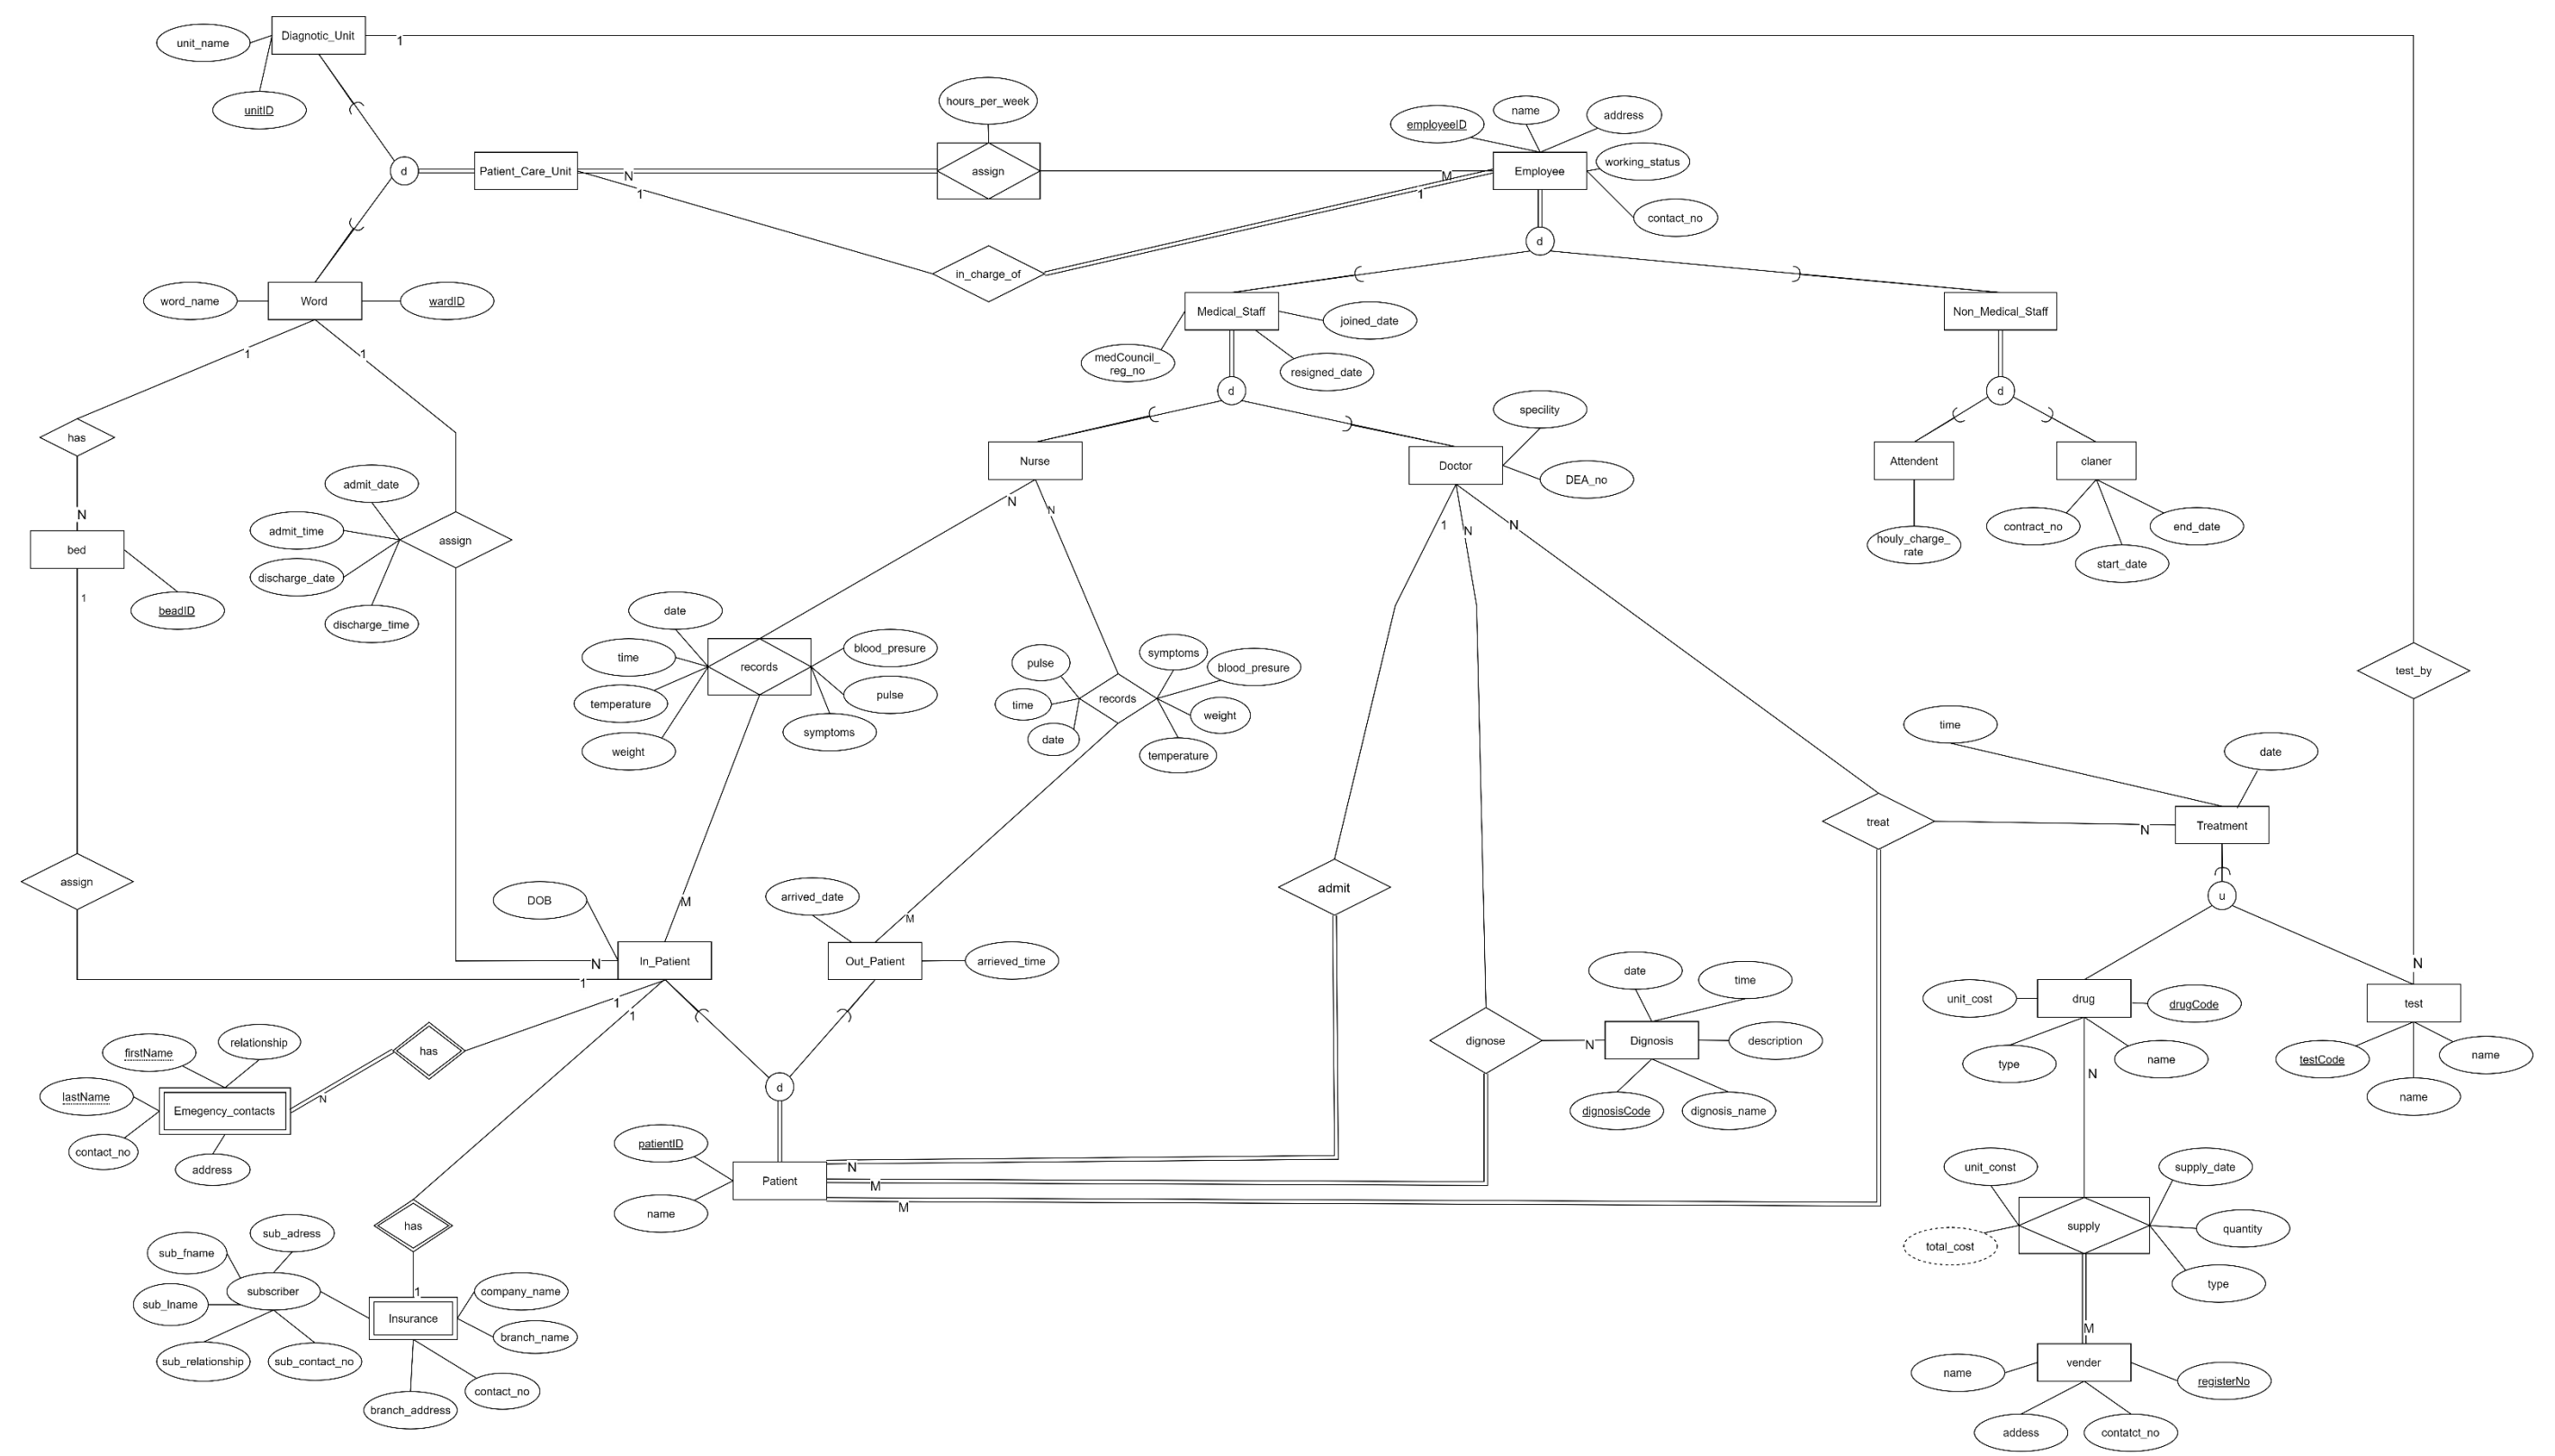 Diagnotic_Unit
unit_name
1
unitID
hours_per_week
employeeID
name
address
working_status
contact_no
d
Patient_Care_Unit
N
assign
M
Employee
1
1
in_charge_of
d
word_name
Word
wardID
Medical_Staff
joined_date
medCouncil_
reg_no
resigned_date
Non_Medical_Staff
1
1
d
d
has
specility
Nurse
Doctor
DEA_no
Attendent
claner
admit_date
N
admit_time
assign
bed
discharge_date
1
beadID
discharge_time
N
N
1
N
N
contract_no
end_date
houly_charge_
rate
start_date
date
time
records
blood_presure
temperature
pulse
weight
symptoms
pulse
symptoms
blood_presure
time
records
weight
date
temperature
test_by
time
date
treat
N
Treatment
assign
admit
u
DOB
M
arrived_date
M
N
In_Patient
Out_Patient
arrieved_time
1
1
1
date
time
dignose
N
Dignosis
description
dignosisCode
dignosis_name
N
unit_cost
drug
drugCode
test
type
name
testCode
name
name
N
firstName
relationship
has
lastName
Emegency_contacts
N
contact_no
address
d
patientID
Patient
N
M
M
name
unit_const
supply_date
supply
quantity
total_cost
type
M
has
sub_adress
sub_fname
subscriber
sub_lname
sub_relationship
sub_contact_no
1
Insurance
company_name
branch_name
contact_no
branch_address
name
vender
registerNo
addess
contatct_no